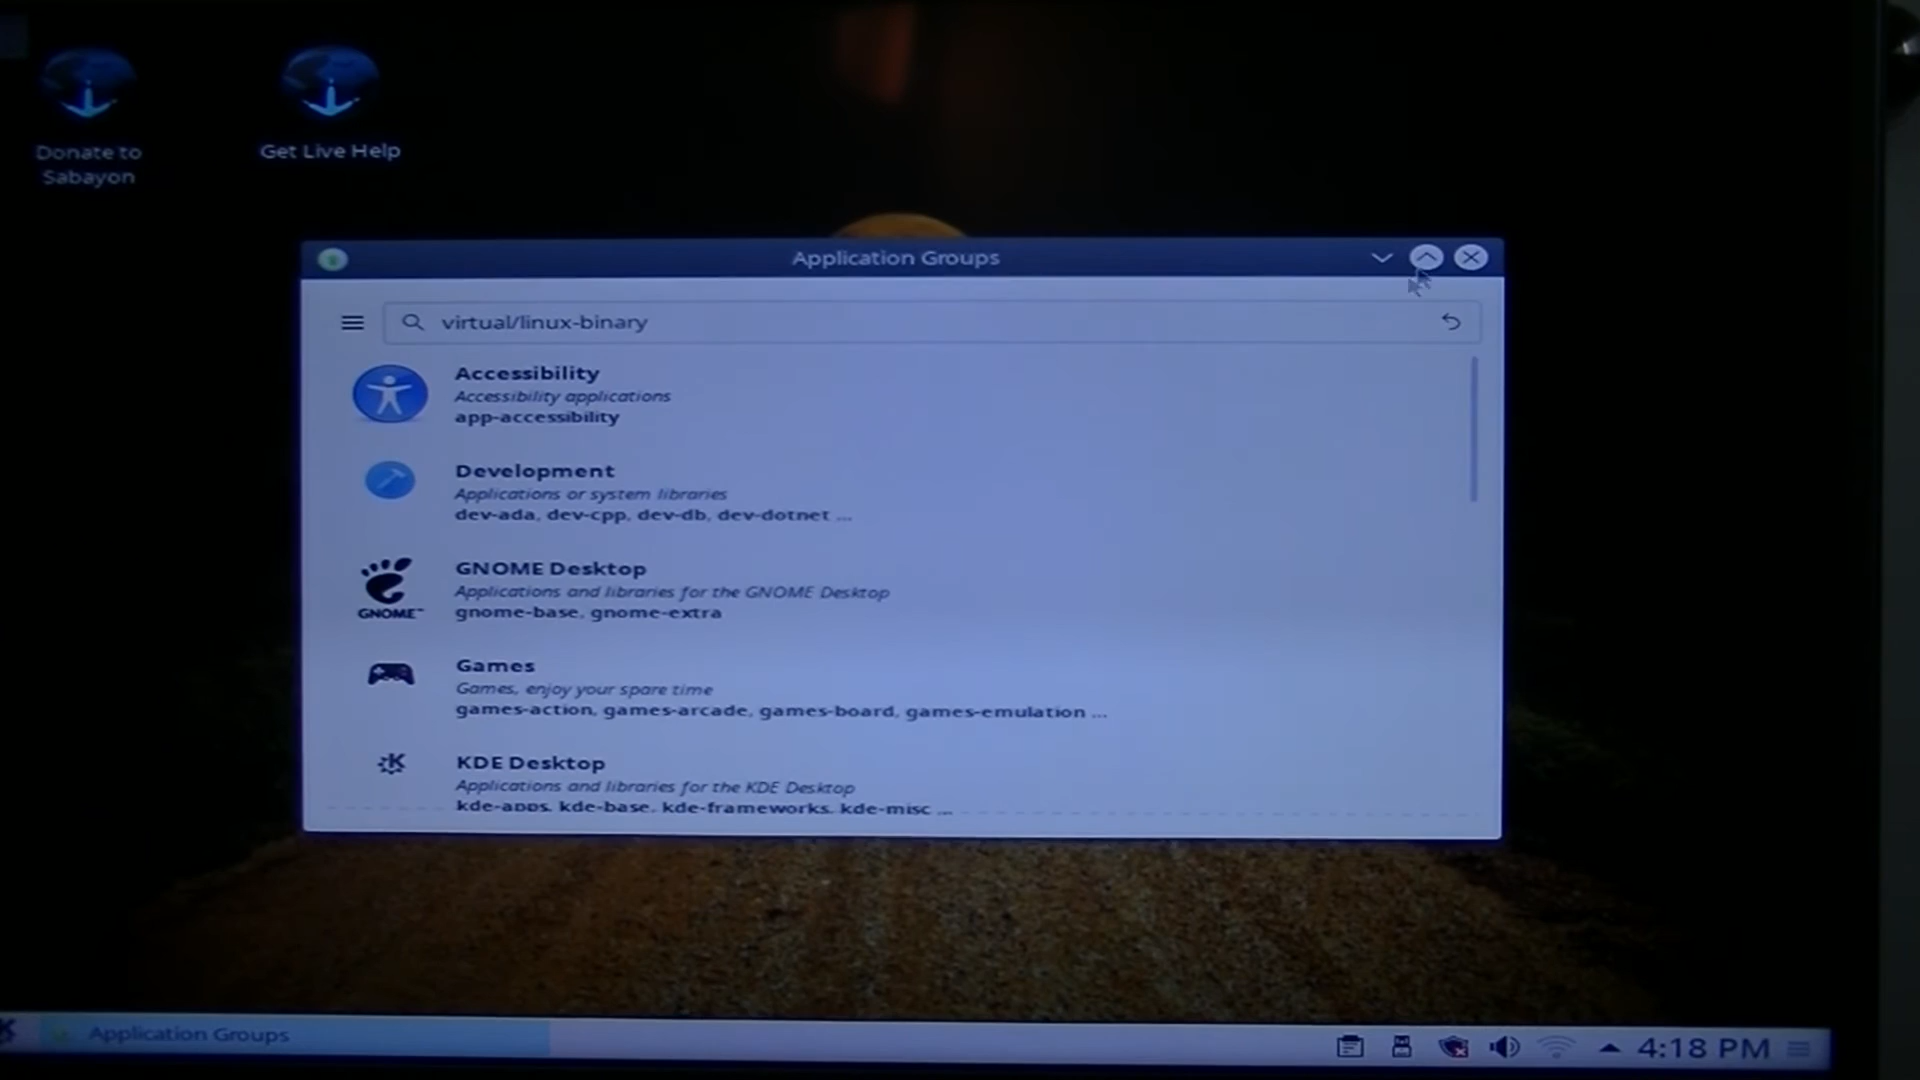 Donate to
Sabayon
Get Live Help
Application Groups
virtual/linux-binary
Accessibility
Accessibility applications
app-accessibility
Development
Applications or system libraries
dev-ada, dev-cpp, dev-db, dev-dotnet ...
GNOME™
GNOME Desktop
Applications and libraries for the GNOME Desktop
gnome-base, gnome-extra
Games
Games, enjoy your spare time
games-action, games-arcade, games-board, games-emulation ...
KDE Desktop
Applications and libraries for the KDE Desktop
kde-apps, kde-base, kde-frameworks, kde-misc ...
Application Groups
4:18 PM